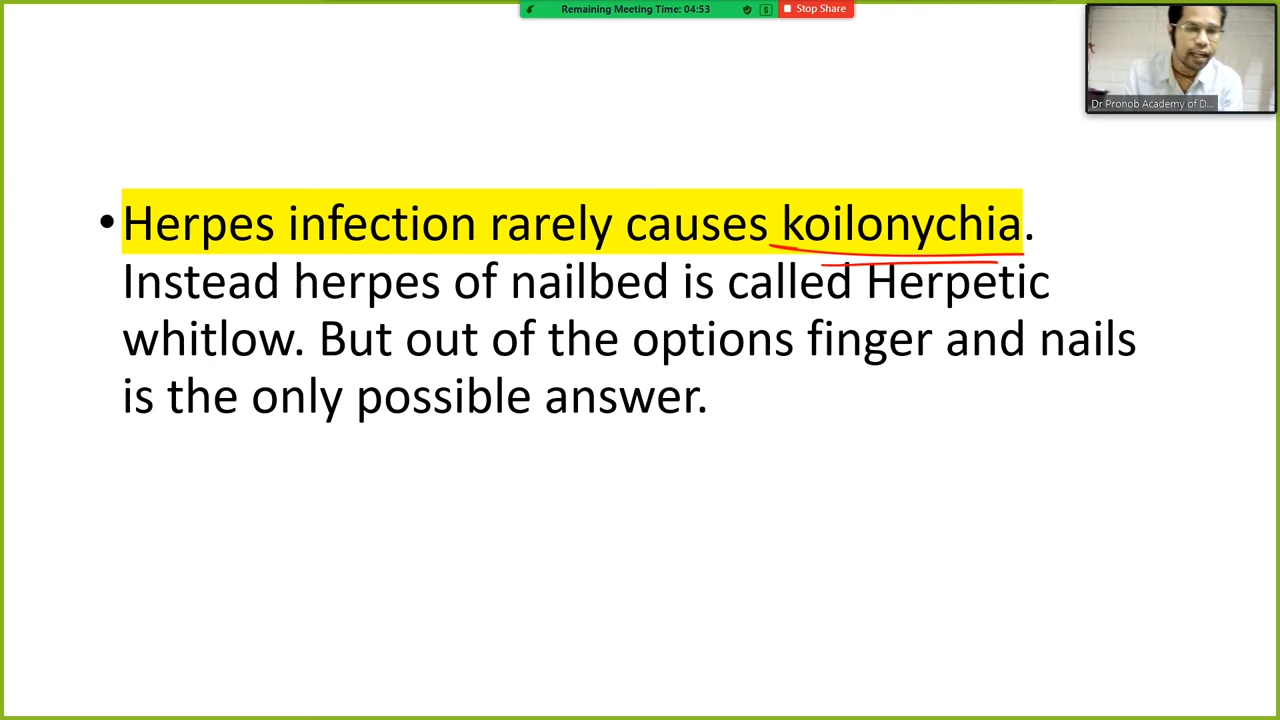 Remaining Meeting Time: 04:53
Stop Share
Dr Pronob Academy of D...
•Herpes infection rarely causes koilonychia.
Instead herpes of nailbed is called Herpetic
whitlow. But out of the options finger and nails
is the only possible answer.